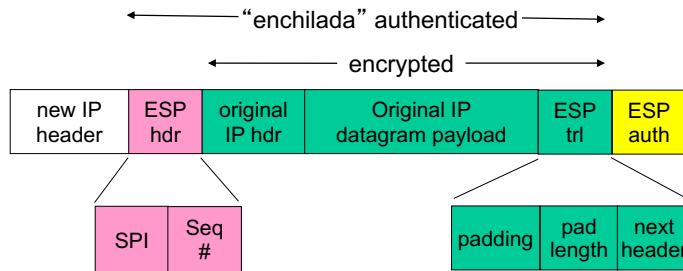 “enchilada” authenticated
encrypted
new IP
header
ESP
hdr
original
IP hdr
Original IP
datagram payload
ESP
trl
ESP
auth
SPI
Seq
#
padding
pad
length
next
header